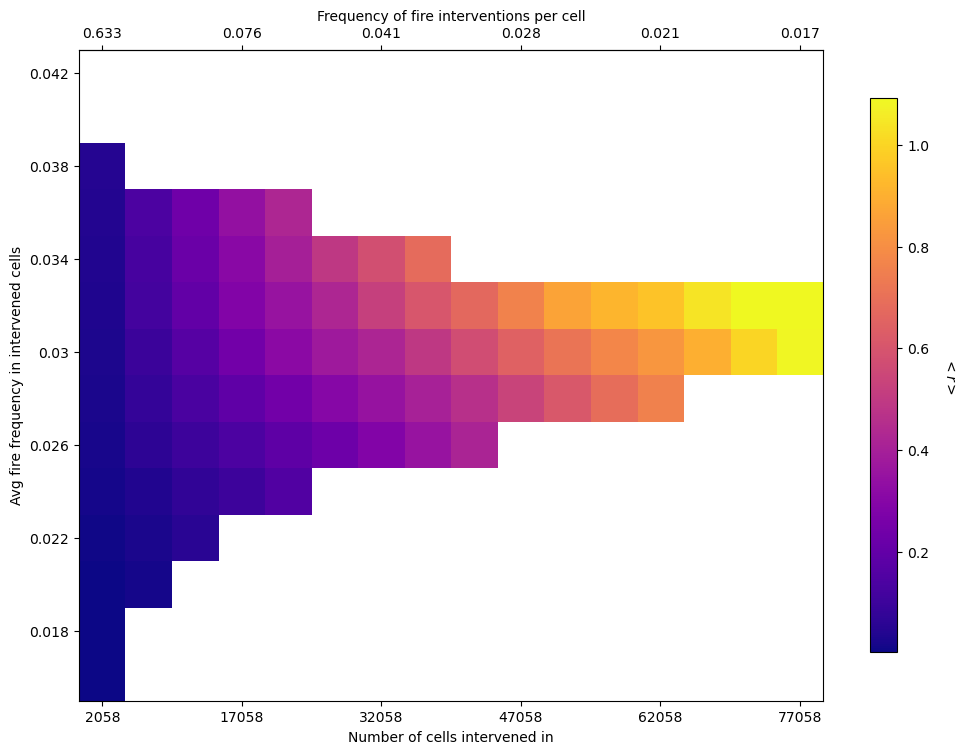 Frequency of fire interventions per cell
0.633 0.076 0.041 0.028 0.021 0.017
0.042
0.038
0.034
0.03
0.026
0.022
0.018
Avg fire frequency in intervened cells
2058 17058 32058 47058 62058 77058
Number of cells intervened in
1.0
0.8
0.6
0.4
0.2
< r >